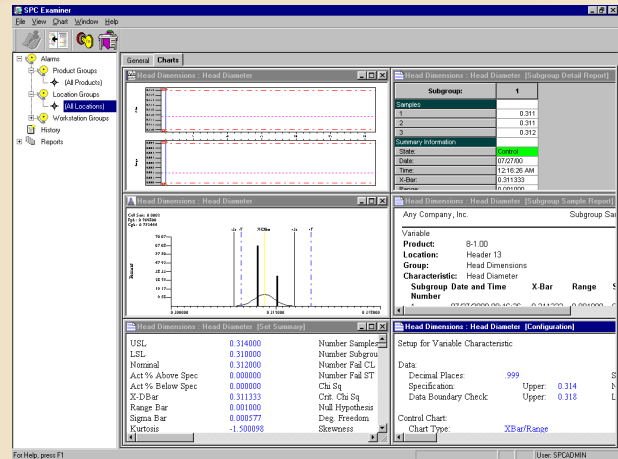 SPC Examiner
File View Chart Window Help
Alarms
Product Groups
(All Products)
Location Groups
(All Locations)
Workstation Groups
History
Reports
General Charts
Head Dimensions : Head Diameter
Head Dimensions : Head Diameter [Subgroup Detail Report]
Subgroup: 1
Samples
1 0.311
2 0.311
3 0.312
Summary Information
State: Control
Date: 07/27/00
Time: 12:16:26 AM
X-Bar: 0.311333
Range: 0.001000
Head Dimensions : Head Diameter
Head Dimensions : Head Diameter [Subgroup Sample Report]
Any Company, Inc. Subgroup Sa
Variable
Product: 8-1.00
Location: Header 13
Group: Head Dimensions
Characteristic: Head Diameter
Subgroup Date and Time X-Bar Range S
Number
Head Dimensions : Head Diameter [Set Summary]
USL 0.314000 Number Samples
LSL 0.310000 Number Subgrou
Nominal 0.312000 Number Fail CL
Act % Above Spec 0.000000 Number Fail ST
Act % Below Spec 0.000000 Chi Sq
X-DBar 0.311333 Crit. Chi Sq
Range Bar 0.001000 Null Hypothesis
Sigma Bar 0.000577 Deg. Freedom
Kurtosis -1.500098 Skewness
Head Dimensions : Head Diameter [Configuration]
Setup for Variable Characteristic
Data:
Decimal Places: .999 S
Specification: Upper: 0.314 N
Data Boundary Check: Upper: 0.318 L
Control Chart:
Chart Type: XBar/Range
For Help, press F1
User: SPCADMIN